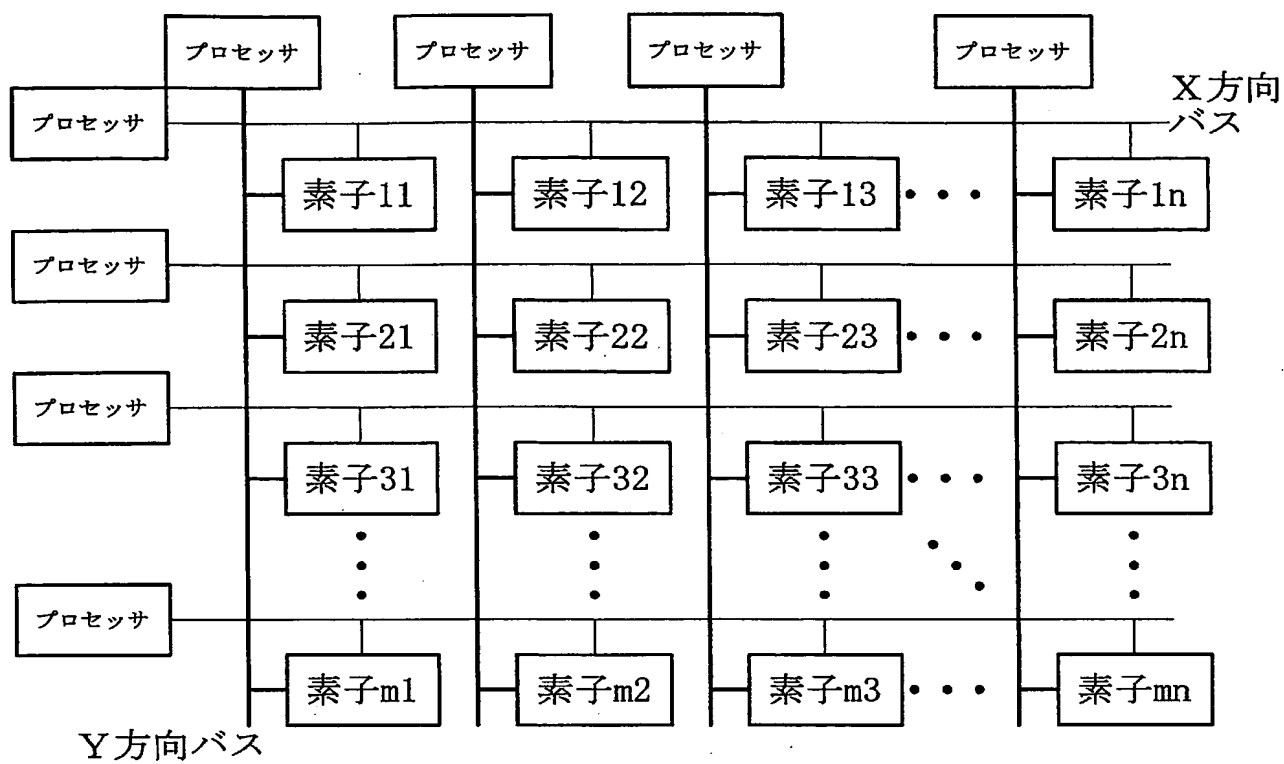 プロセッサ プロセッサ プロセッサ プロセッサ
プロセッサ
X方向
バス
素子11 素子12 素子13 ・・・ 素子1n
プロセッサ
素子21 素子22 素子23 ・・・ 素子2n
プロセッサ
素子31 素子32 素子33 ・・・ 素子3n
プロセッサ
素子m1 素子m2 素子m3 ・・・ 素子mn
Y方向バス